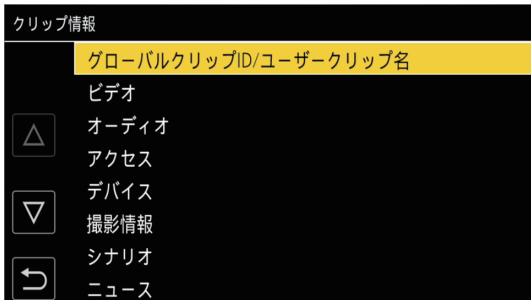 クリップ情報
グローバルクリップID/ユーザークリップ名
ビデオ
オーディオ
アクセス
デバイス
撮影情報
シナリオ
ニュース